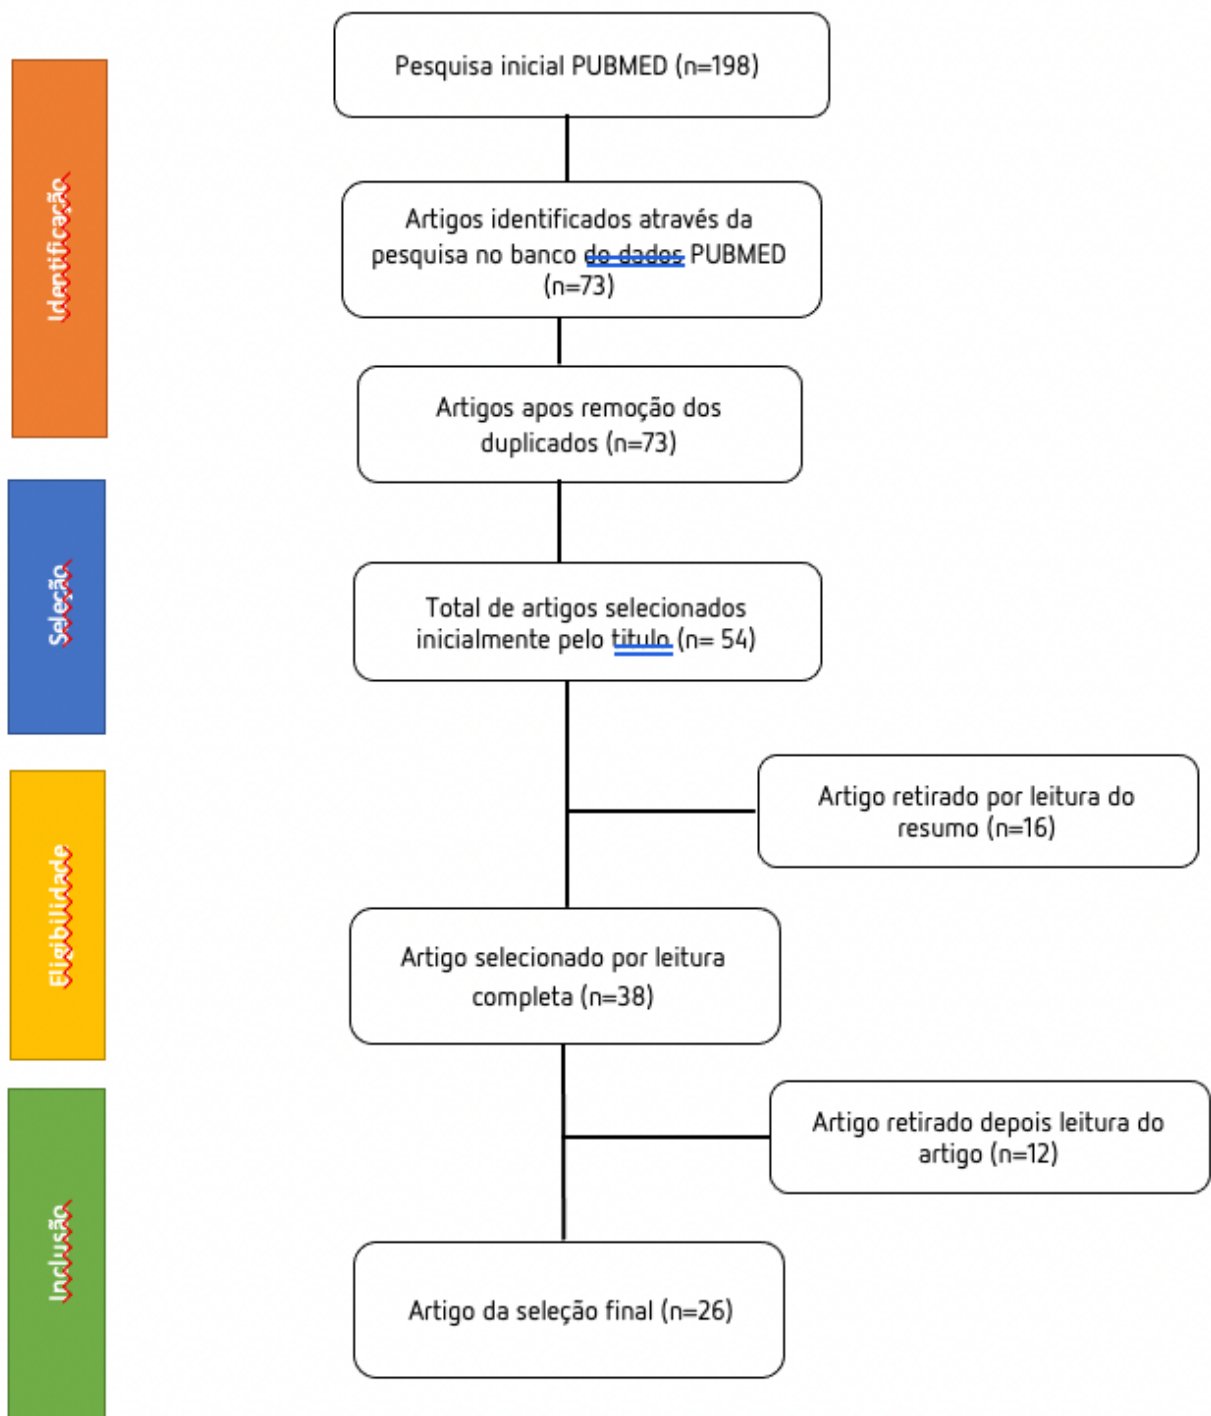 Pesquisa inicial PUBMED (n=198)
Identificação
Artigos identificados através da
pesquisa no banco do dados PUBMED
(n=73)
Artigos apos remoção dos
duplicados (n=73)
Seleção
Total de artigos selecionados
inicialmente pelo titulo (n= 54)
Artigo retirado por leitura do
resumo (n=16)
Eligibilidade
Artigo selecionado por leitura
completa (n=38)
Artigo retirado depois leitura do
artigo (n=12)
Inclusão
Artigo da seleção final (n=26)